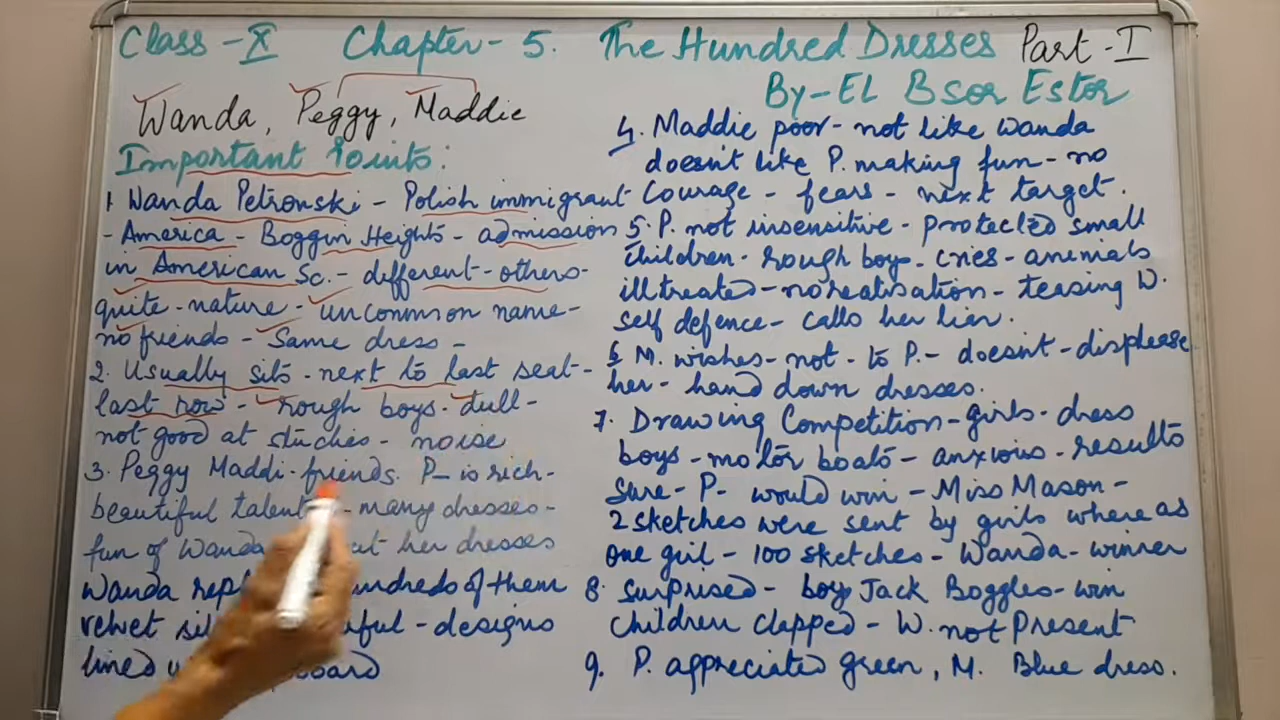 Class - X Chapter - 5. The Hundred Dresses Part - I
By - EL Bsor Estor
Wanda, Peggy, Maddie
Important Points:
1 Wanda Petronski - Polish immigrant
- America - Boggin Heights - admission
in American Sc. - different - others -
quite - nature - uncommon name -
no friends - Same dress -
2. Usually sits - next to last seat -
last row - rough boys - dull -
not good at studies - noise
3. Peggy Maddi - friends. P - is rich -
beautiful talent - many dresses -
fun of Wanda her dresses
Wanda of them
velvet - designs
lined
4. Maddie poor - not like Wanda
doesn't like P. making fun - no
Courage - fears - next target.
5. P. not insensitive - protected small
children - rough boys - cries - animals
illtreated - no realisation - teasing W.
self defence - calls her lier.
6 M. wishes - not - to P. - doesn't - displease
her - hand down dresses.
7. Drawing Competition - girls - dress
boys - motor boats - anxious - results
Sure - P - would win - Miss Mason -
2 sketches were sent by girls where as
one girl - 100 sketches - Wanda - winner
8. surprised - boy Jack Boggles - win
children clapped - W. not Present
9. P. appreciated green, M. Blue dress.